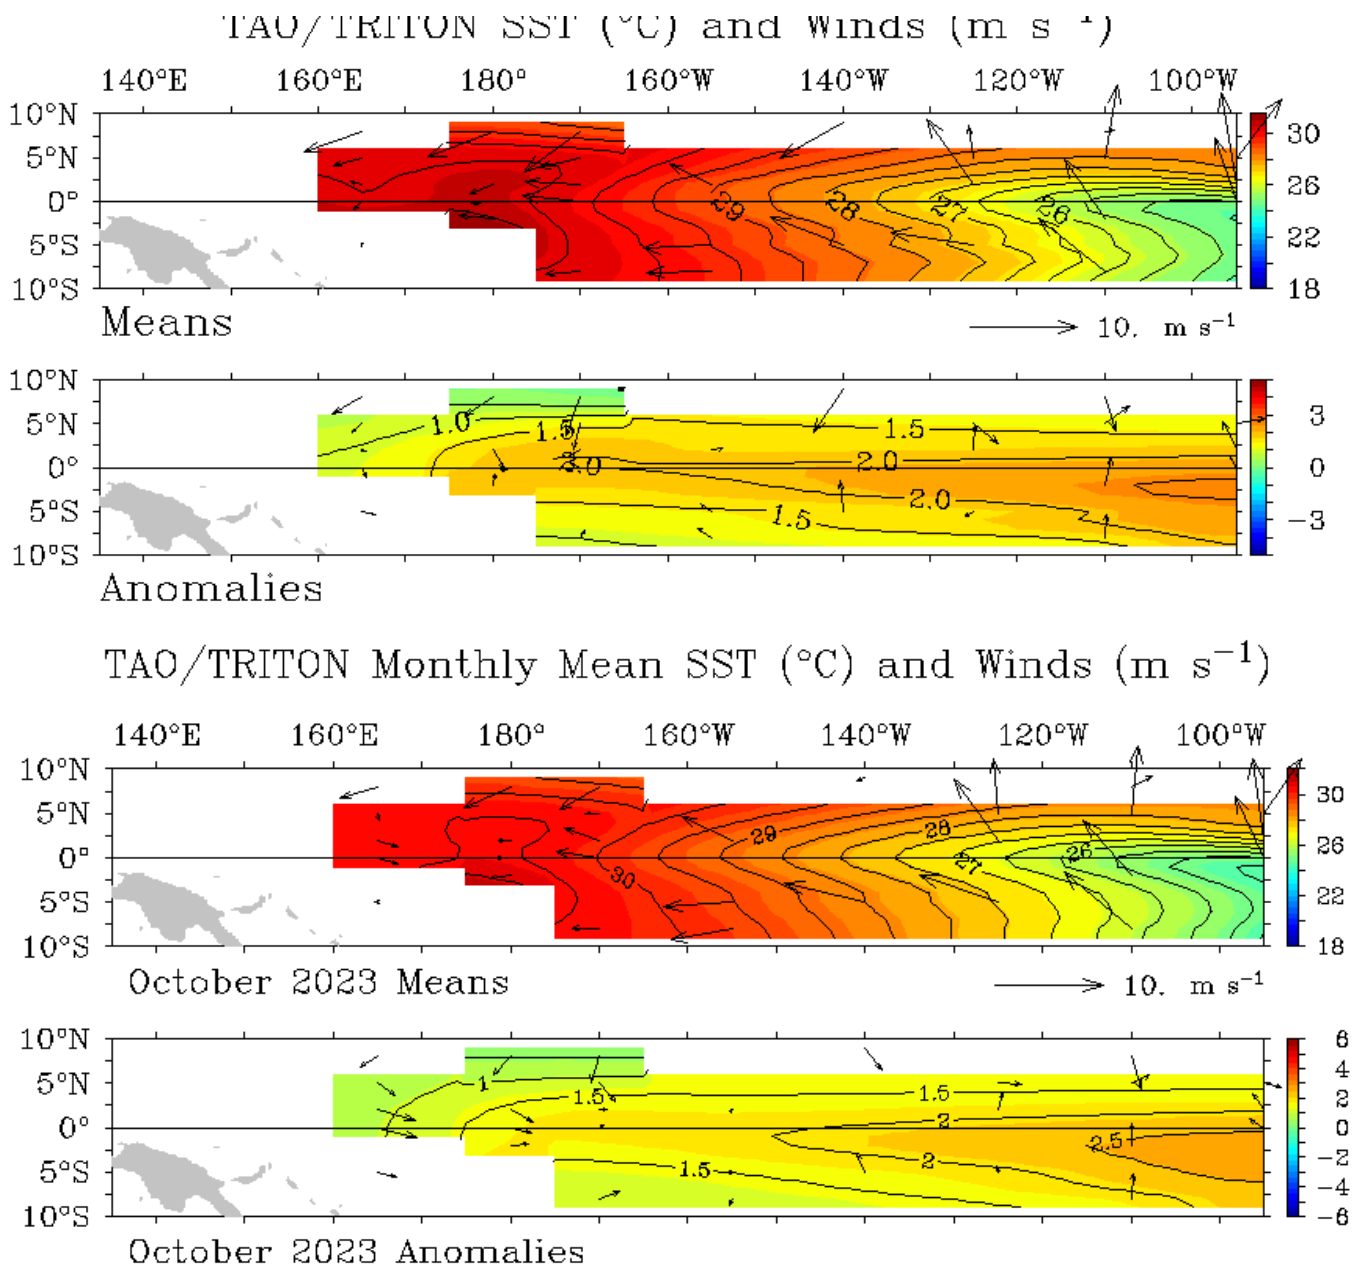 TAO/TRITON SST (°C) and Winds (m s⁻¹)
140°E 160°E 180° 160°W 140°W 120°W 100°W
10°N
5°N
0°
5°S
10°S
29 28 27 26
30
26
22
18
Means
10. m s⁻¹
10°N
5°N
0°
5°S
10°S
1.0 1.5 1.5
2.0 2.0
2.0
1.5
3
0
−3
Anomalies
TAO/TRITON Monthly Mean SST (°C) and Winds (m s⁻¹)
140°E 160°E 180° 160°W 140°W 120°W 100°W
10°N
5°N
0°
5°S
10°S
29 28
27 26
30
30
26
22
18
October 2023 Means
10. m s⁻¹
10°N
5°N
0°
5°S
10°S
1 1.5 1.5
2 2.5
1.5 2
6
4
2
0
−2
−4
−6
October 2023 Anomalies